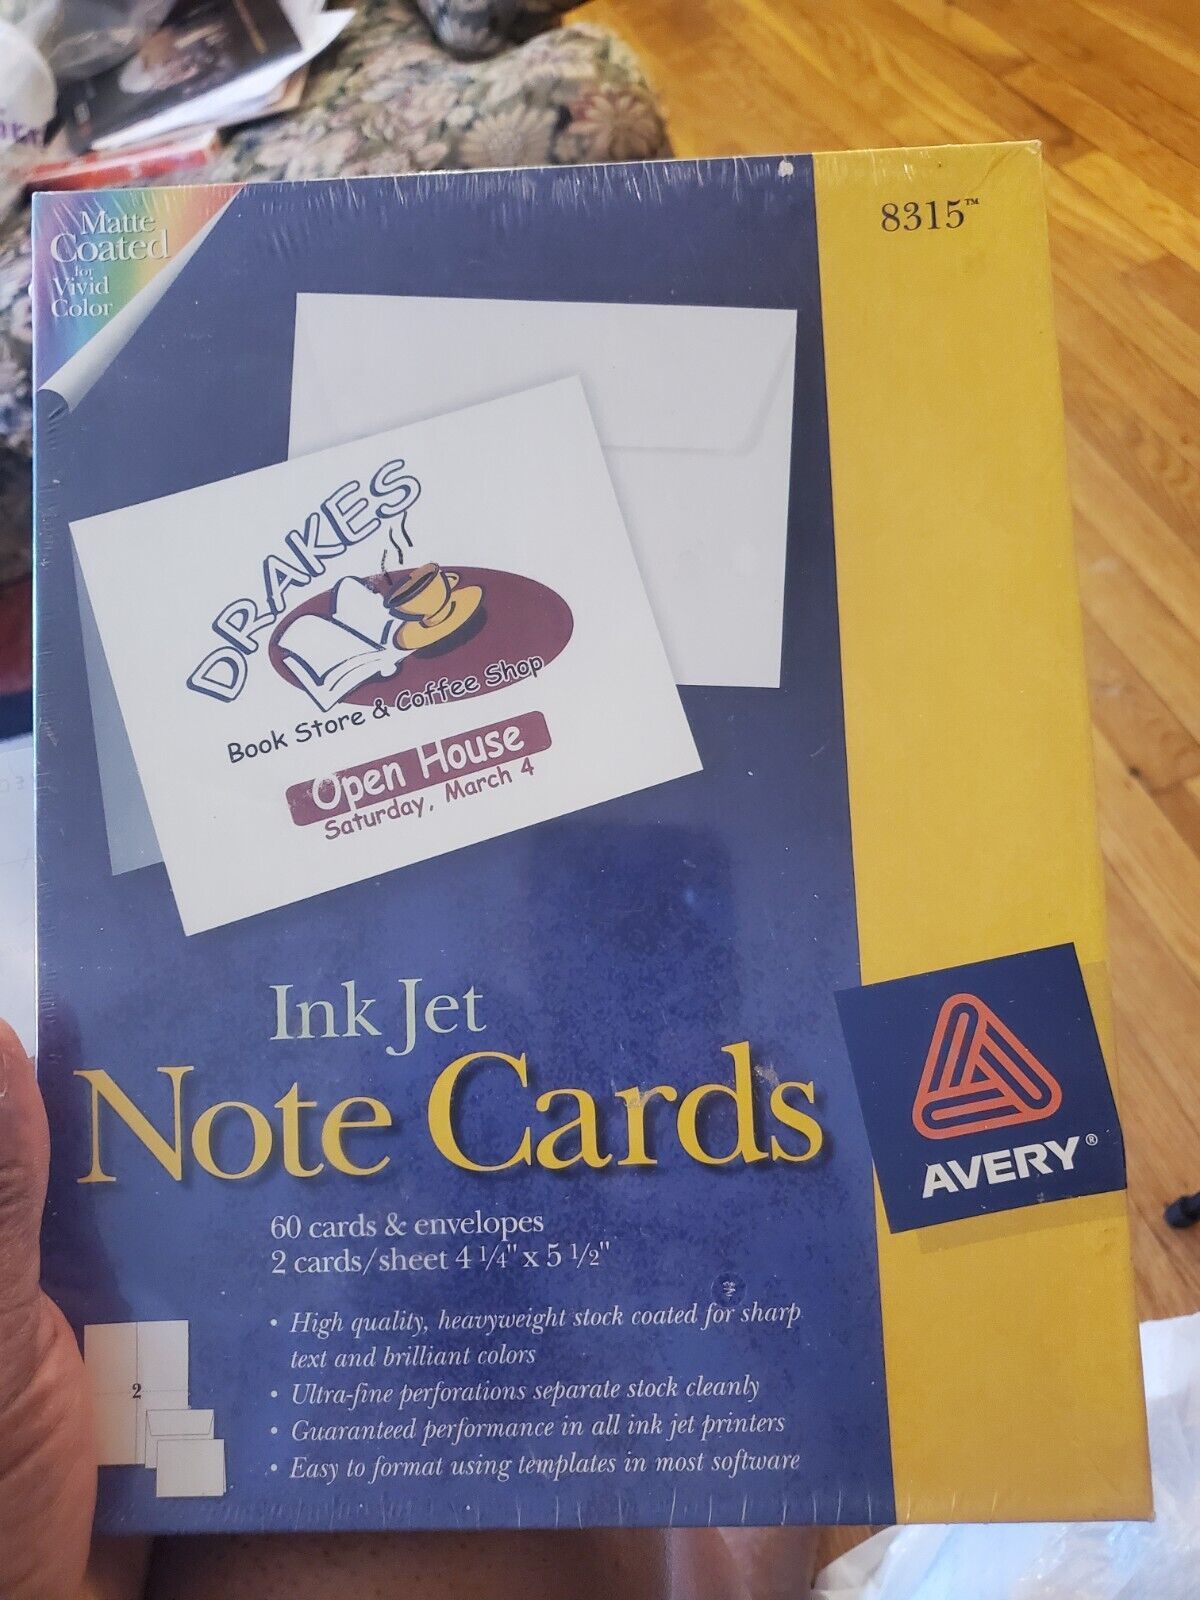 Matte
Coated
for
Vivid
Color
8315™
DRAKES
Book Store & Coffee Shop
Open House
Saturday, March 4
Ink Jet
Note Cards
AVERY®
60 cards & envelopes
2 cards/sheet 4 1/4" x 5 1/2"
• High quality, heavyweight stock coated for sharp
text and brilliant colors
• Ultra-fine perforations separate stock cleanly
• Guaranteed performance in all ink jet printers
• Easy to format using templates in most software
2